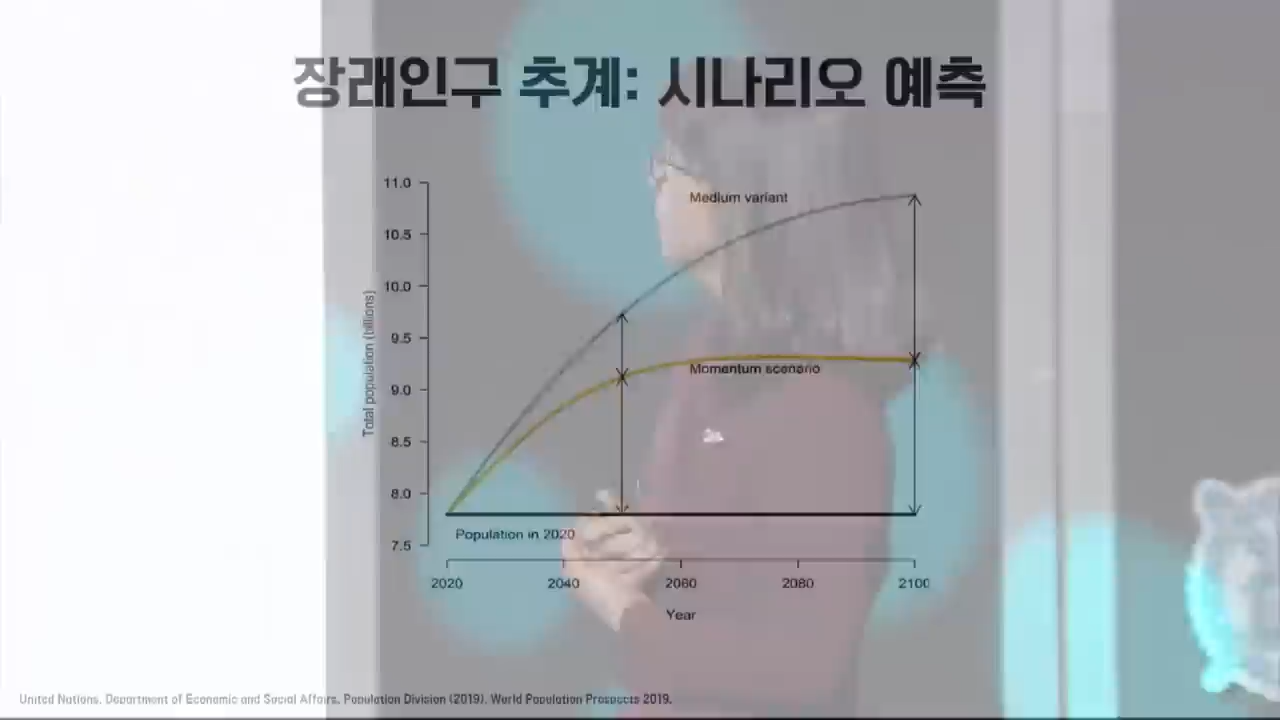 장래인구 추계: 시나리오 예측
11.0
10.5
10.0
9.5
9.0
8.5
8.0
7.5
Total population (billions)
Medium variant
Momentum scenario
Population in 2020
2020 2040 2060 2080 2100
Year
United Nations, Department of Economic and Social Affairs, Population Division (2019). World Population Prospects 2019.